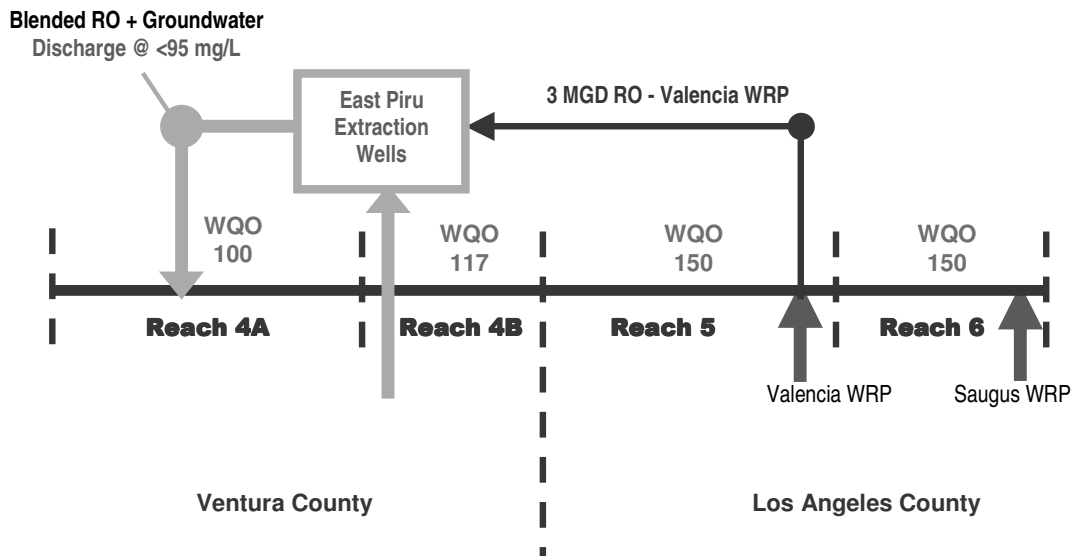 Blended RO + Groundwater
Discharge @ <95 mg/L
East Piru
Extraction
Wells
3 MGD RO - Valencia WRP
WQO
100
WQO
117
WQO
150
WQO
150
Reach 4A
Reach 4B
Reach 5
Reach 6
Valencia WRP
Saugus WRP
Ventura County
Los Angeles County